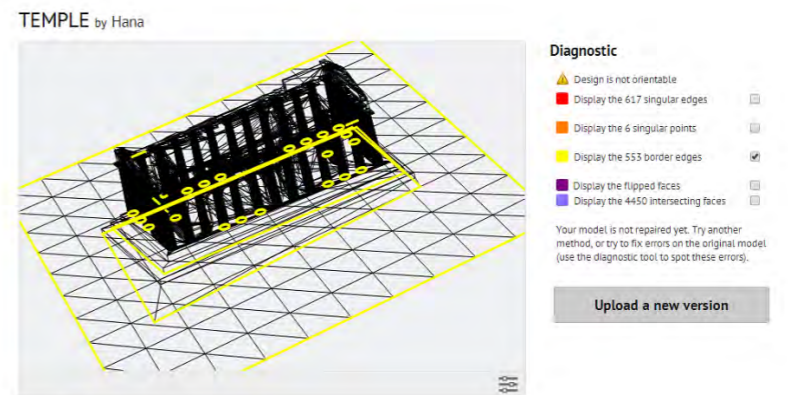 TEMPLE by Hana
Diagnostic
Design is not orientable
Display the 617 singular edges
Display the 6 singular points
Display the 553 border edges
Display the flipped faces
Display the 4450 intersecting faces
Your model is not repaired yet. Try another
method, or try to fix errors on the original model
(use the diagnostic tool to spot these errors).
Upload a new version